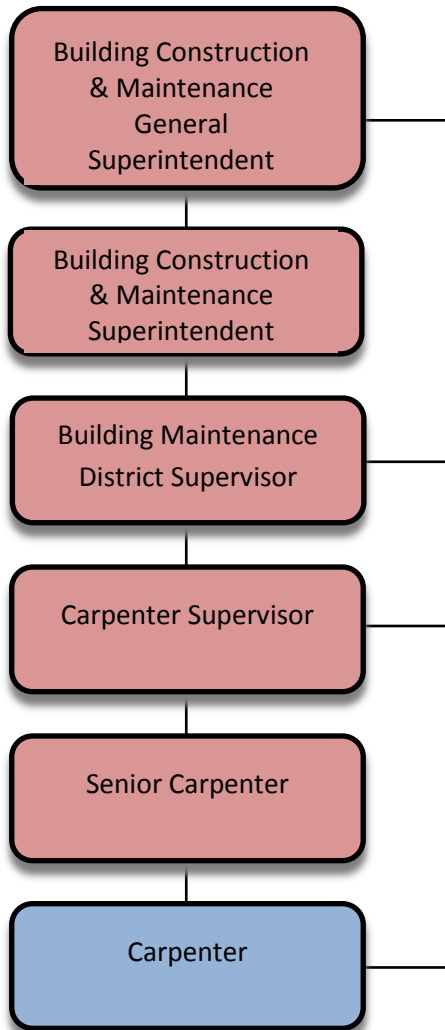 Building Construction
& Maintenance
General
Superintendent
Building Construction
& Maintenance
Superintendent
Building Maintenance
District Supervisor
Carpenter Supervisor
Senior Carpenter
Carpenter